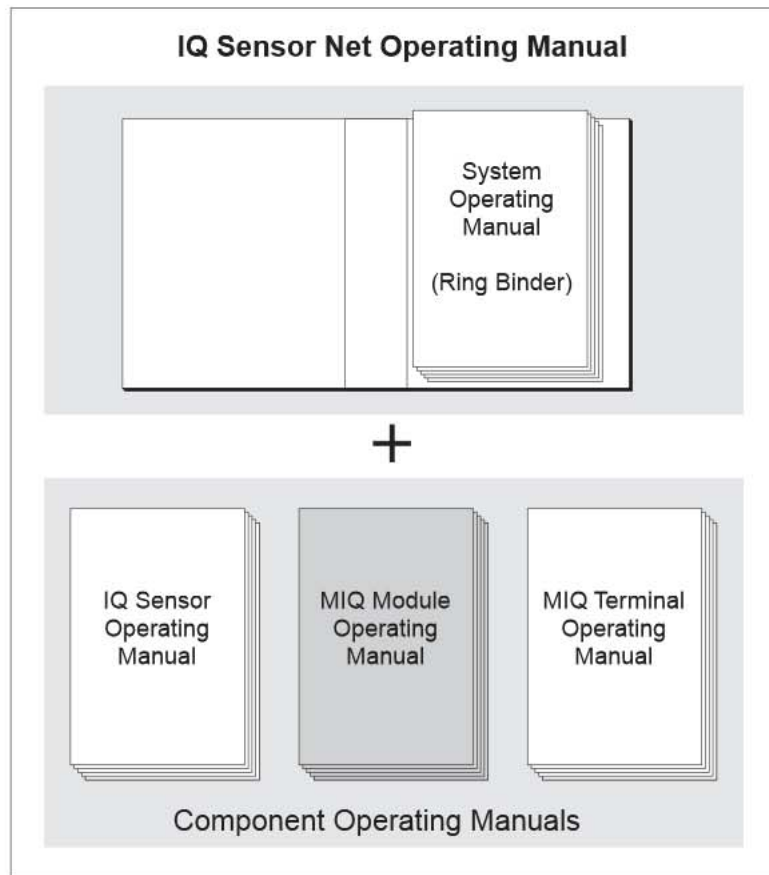 IQ Sensor Net Operating Manual
System
Operating
Manual
(Ring Binder)
+
IQ Sensor
Operating
Manual
MIQ Module
Operating
Manual
MIQ Terminal
Operating
Manual
Component Operating Manuals